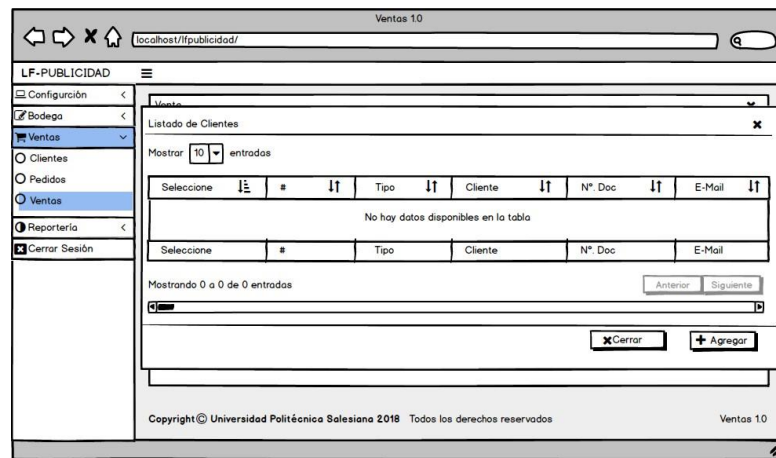 Ventas 1.0
localhost/lfpublicidad/
LF-PUBLICIDAD
Configurción
Bodega
Ventas
Clientes
Pedidos
Ventas
Reportería
Cerrar Sesión
Venta
Listado de Clientes
Mostrar 10 entradas
Seleccione # Tipo Cliente N°. Doc E-Mail
No hay datos disponibles en la tabla
Seleccione # Tipo Cliente N°. Doc E-Mail
Mostrando 0 a 0 de 0 entradas
Anterior Siguiente
Cerrar Agregar
Copyright © Universidad Politécnica Salesiana 2018 Todos los derechos reservados Ventas 1.0